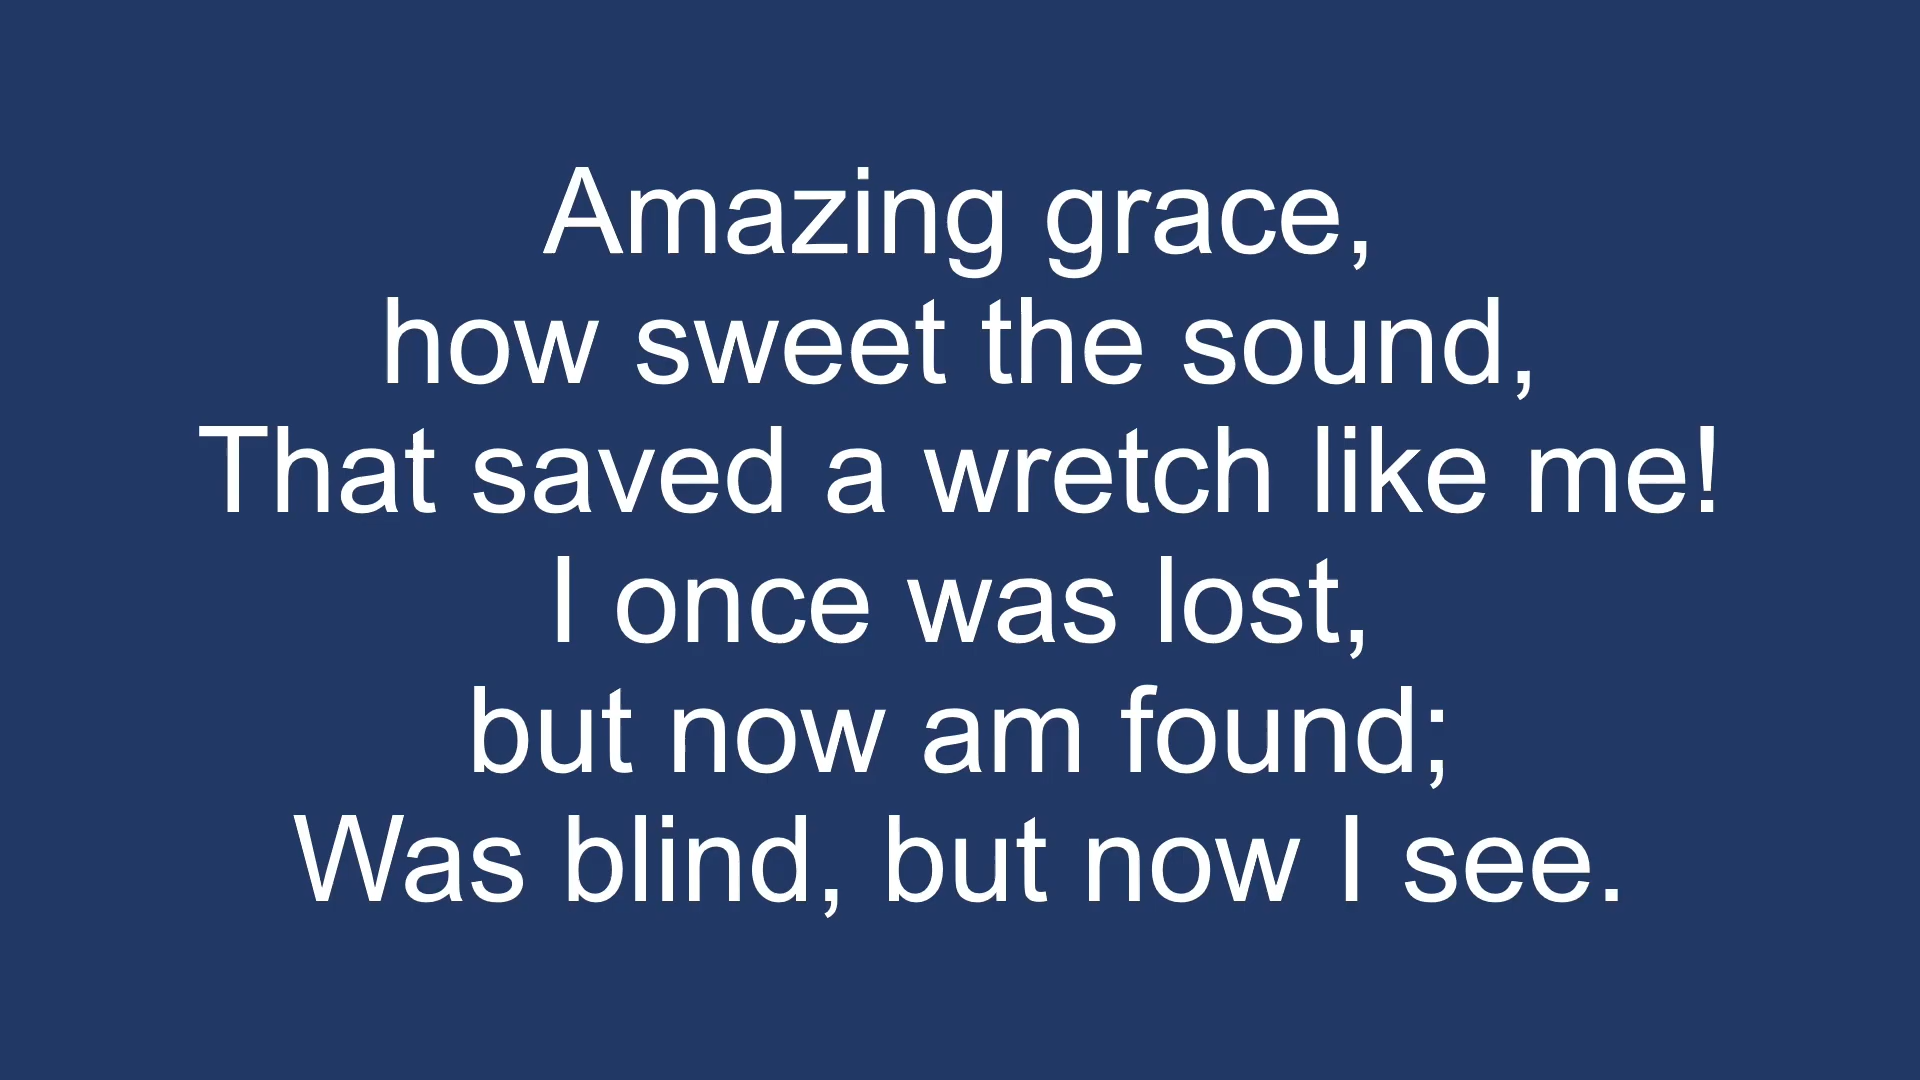 Amazing grace,
how sweet the sound,
That saved a wretch like me!
I once was lost,
but now am found;
Was blind, but now I see.